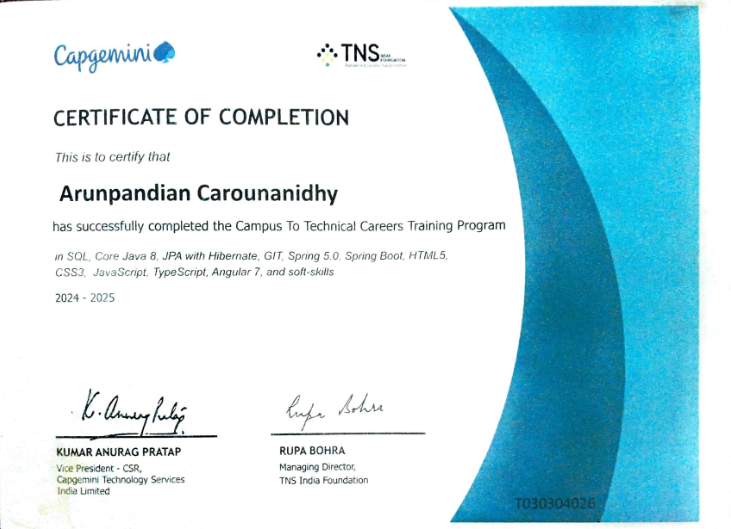 Capgemini
TNS INDIA FOUNDATION
CERTIFICATE OF COMPLETION
This is to certify that
Arunpandian Carounanidhy
has successfully completed the Campus To Technical Careers Training Program
in SQL, Core Java 8, JPA with Hibernate, GIT, Spring 5.0, Spring Boot, HTML5,
CSS3, JavaScript, TypeScript, Angular 7, and soft-skills
2024 - 2025
K. Anurag Pratap
Rupa Bohra
KUMAR ANURAG PRATAP
Vice President - CSR,
Capgemini Technology Services
India Limited
RUPA BOHRA
Managing Director,
TNS India Foundation
T030304026